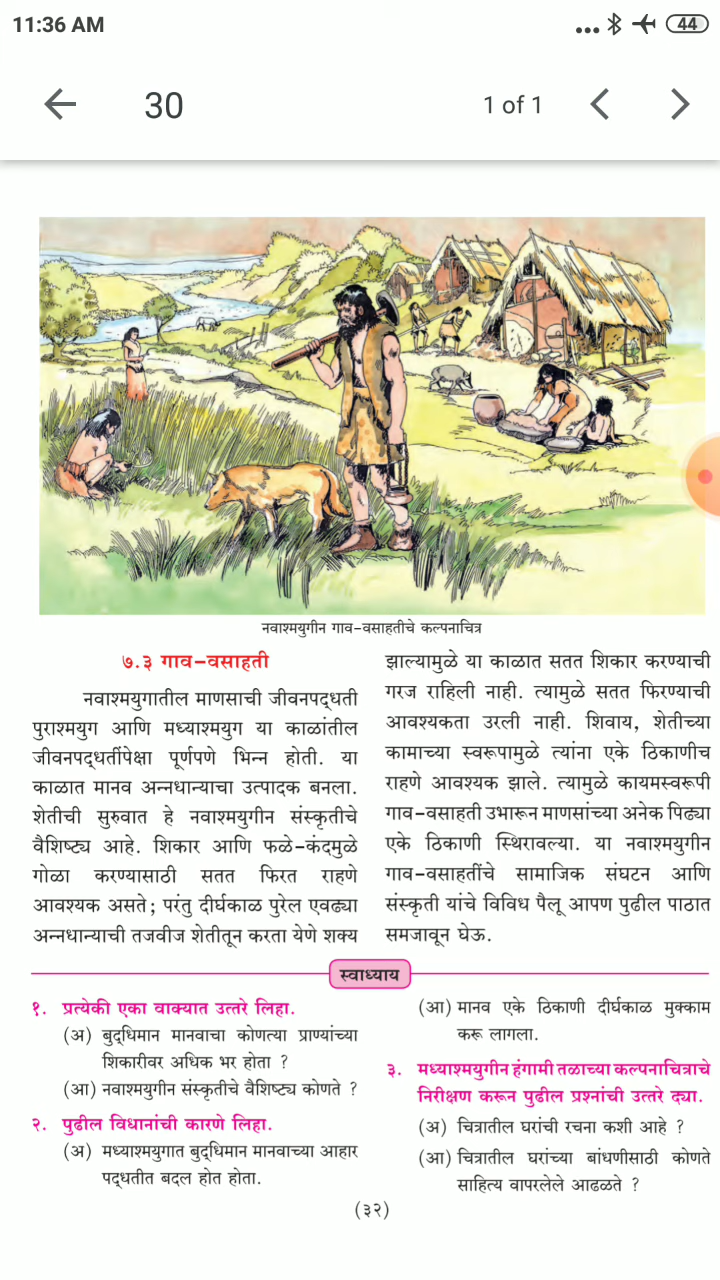 11:36 AM
44
30
1 of 1
नवाश्मयुगीन गाव-वसाहतीचे कल्पनाचित्र
७.३ गाव-वसाहती
नवाश्मयुगातील माणसाची जीवनपद्धती
पुराश्मयुग आणि मध्याश्मयुग या काळांतील
जीवनपद्धतींपेक्षा पूर्णपणे भिन्न होती. या
काळात मानव अन्नधान्याचा उत्पादक बनला.
शेतीची सुरुवात हे नवाश्मयुगीन संस्कृतीचे
वैशिष्ट्य आहे. शिकार आणि फळे-कंदमुळे
गोळा करण्यासाठी सतत फिरत राहणे
आवश्यक असते; परंतु दीर्घकाळ पुरेल एवढ्या
अन्नधान्याची तजवीज शेतीतून करता येणे शक्य
झाल्यामुळे या काळात सतत शिकार करण्याची
गरज राहिली नाही. त्यामुळे सतत फिरण्याची
आवश्यकता उरली नाही. शिवाय, शेतीच्या
कामाच्या स्वरूपामुळे त्यांना एके ठिकाणीच
राहणे आवश्यक झाले. त्यामुळे कायमस्वरूपी
गाव-वसाहती उभारून माणसांच्या अनेक पिढ्या
एके ठिकाणी स्थिरावल्या. या नवाश्मयुगीन
गाव-वसाहतींचे सामाजिक संघटन आणि
संस्कृती यांचे विविध पैलू आपण पुढील पाठात
समजावून घेऊ.
स्वाध्याय
१. प्रत्येकी एका वाक्यात उत्तरे लिहा.
(अ) बुद्धिमान मानवाचा कोणत्या प्राण्यांच्या
शिकारीवर अधिक भर होता ?
(आ) नवाश्मयुगीन संस्कृतीचे वैशिष्ट्य कोणते ?
२. पुढील विधानांची कारणे लिहा.
(अ) मध्याश्मयुगात बुद्धिमान मानवाच्या आहार
पद्धतीत बदल होत होता.
(आ) मानव एके ठिकाणी दीर्घकाळ मुक्काम
करू लागला.
३. मध्याश्मयुगीन हंगामी तळाच्या कल्पनाचित्राचे
निरीक्षण करून पुढील प्रश्नांची उत्तरे द्या.
(अ) चित्रातील घरांची रचना कशी आहे ?
(आ) चित्रातील घरांच्या बांधणीसाठी कोणते
साहित्य वापरलेले आढळते ?
(३२)